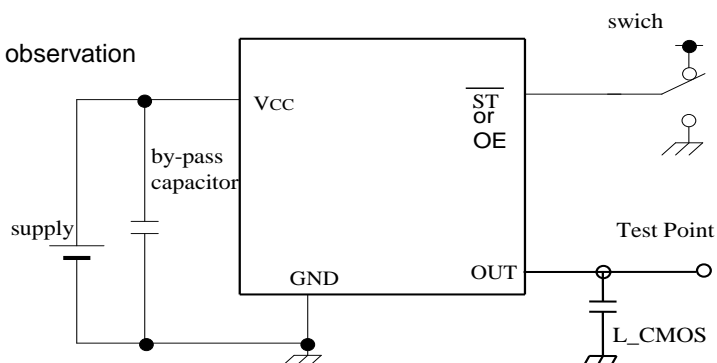 swich
observation
VCC
ST
or
OE
by-pass
capacitor
supply
Test Point
GND
OUT
L_CMOS